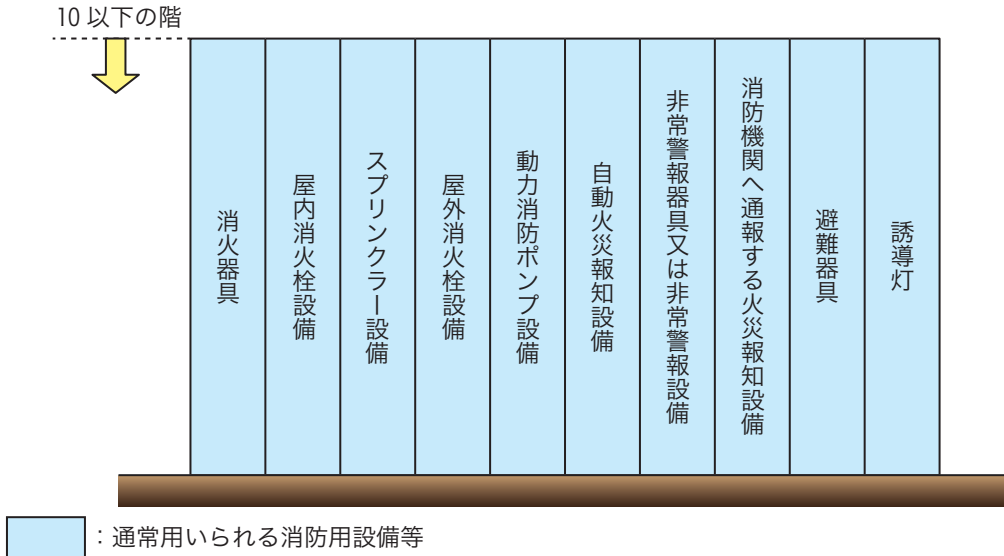 10 以下の階
消火器具
屋内消火栓設備
スプリンクラー設備
屋外消火栓設備
動力消防ポンプ設備
自動火災報知設備
非常警報器具又は非常警報設備
消防機関へ通報する火災報知設備
避難器具
誘導灯
：通常用いられる消防用設備等